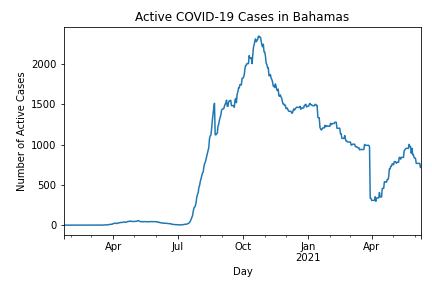 Active COVID-19 Cases in Bahamas
Number of Active Cases
2000
1500
1000
500
0
Apr
Jul
Oct
Jan
2021
Apr
Day